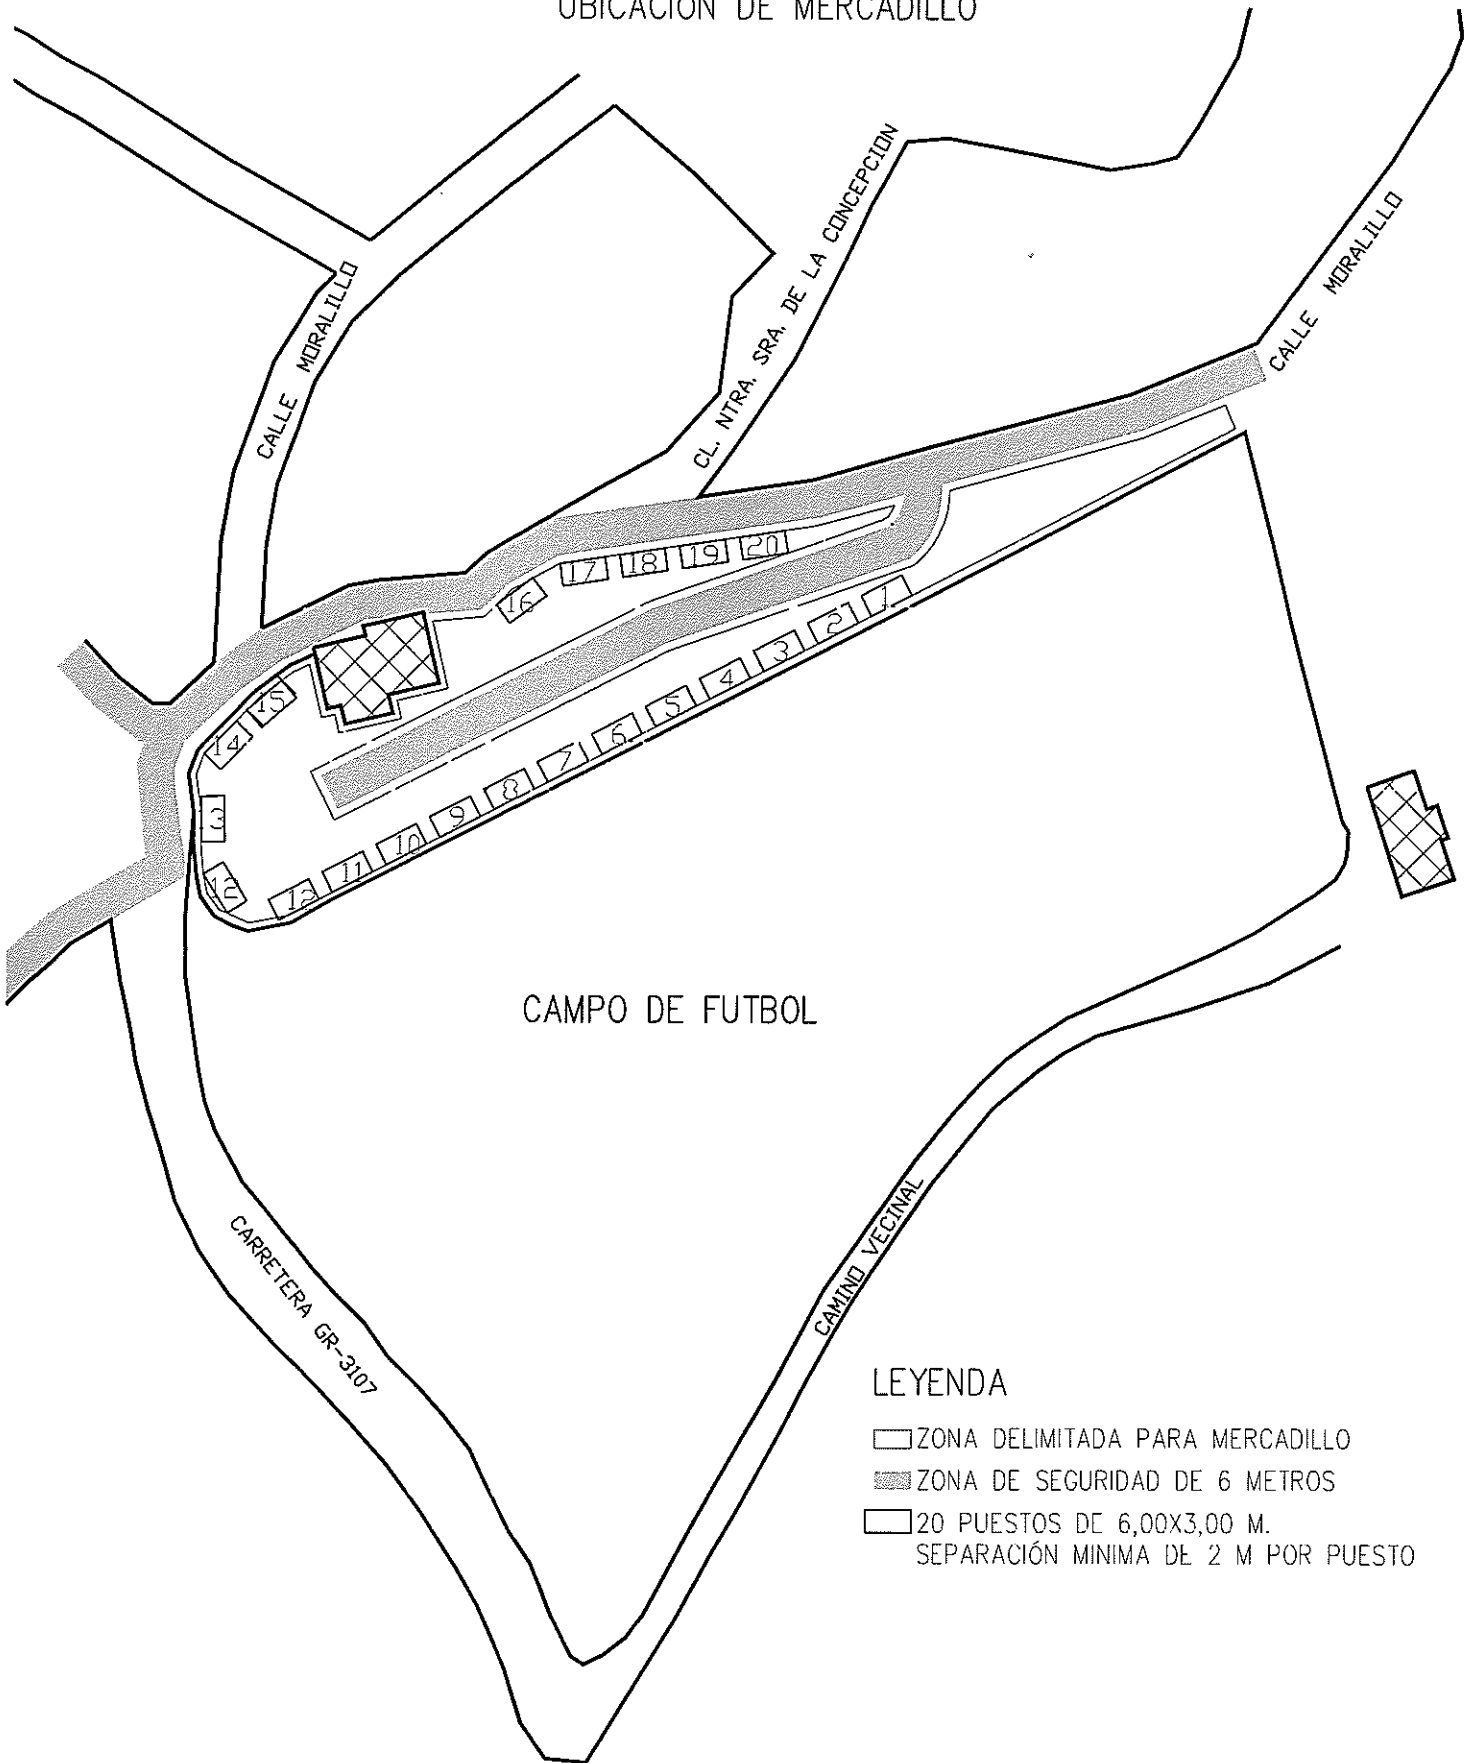 UBICACIÓN DE MERCADILLO
CL. NTRA. SRA. DE LA CONCEPCION
CALLE MORALILLO
CALLE MORALILLO
20
19
18
17
16
15
14
13
12
12
11
10
9
8
7
6
5
4
3
2
1
CAMPO DE FUTBOL
CARRETERA GR-3107
CAMINO VECINAL
LEYENDA
ZONA DELIMITADA PARA MERCADILLO
ZONA DE SEGURIDAD DE 6 METROS
20 PUESTOS DE 6,00X3,00 M.
SEPARACIÓN MINIMA DE 2 M POR PUESTO